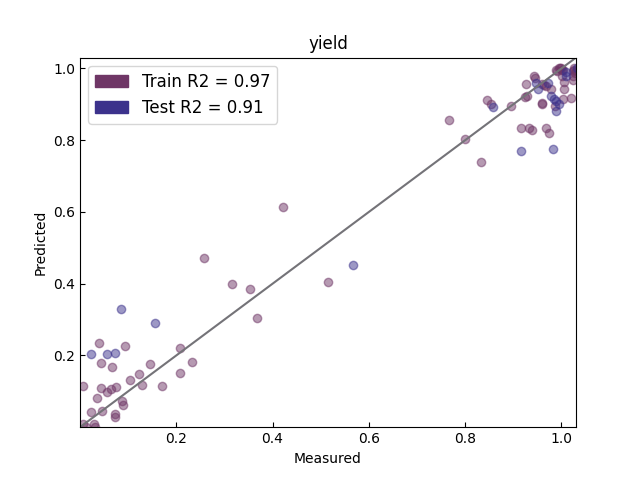 yield
Train R2 = 0.97
Test R2 = 0.91
Predicted
1.0
0.8
0.6
0.4
0.2
0.2 0.4 0.6 0.8 1.0
Measured